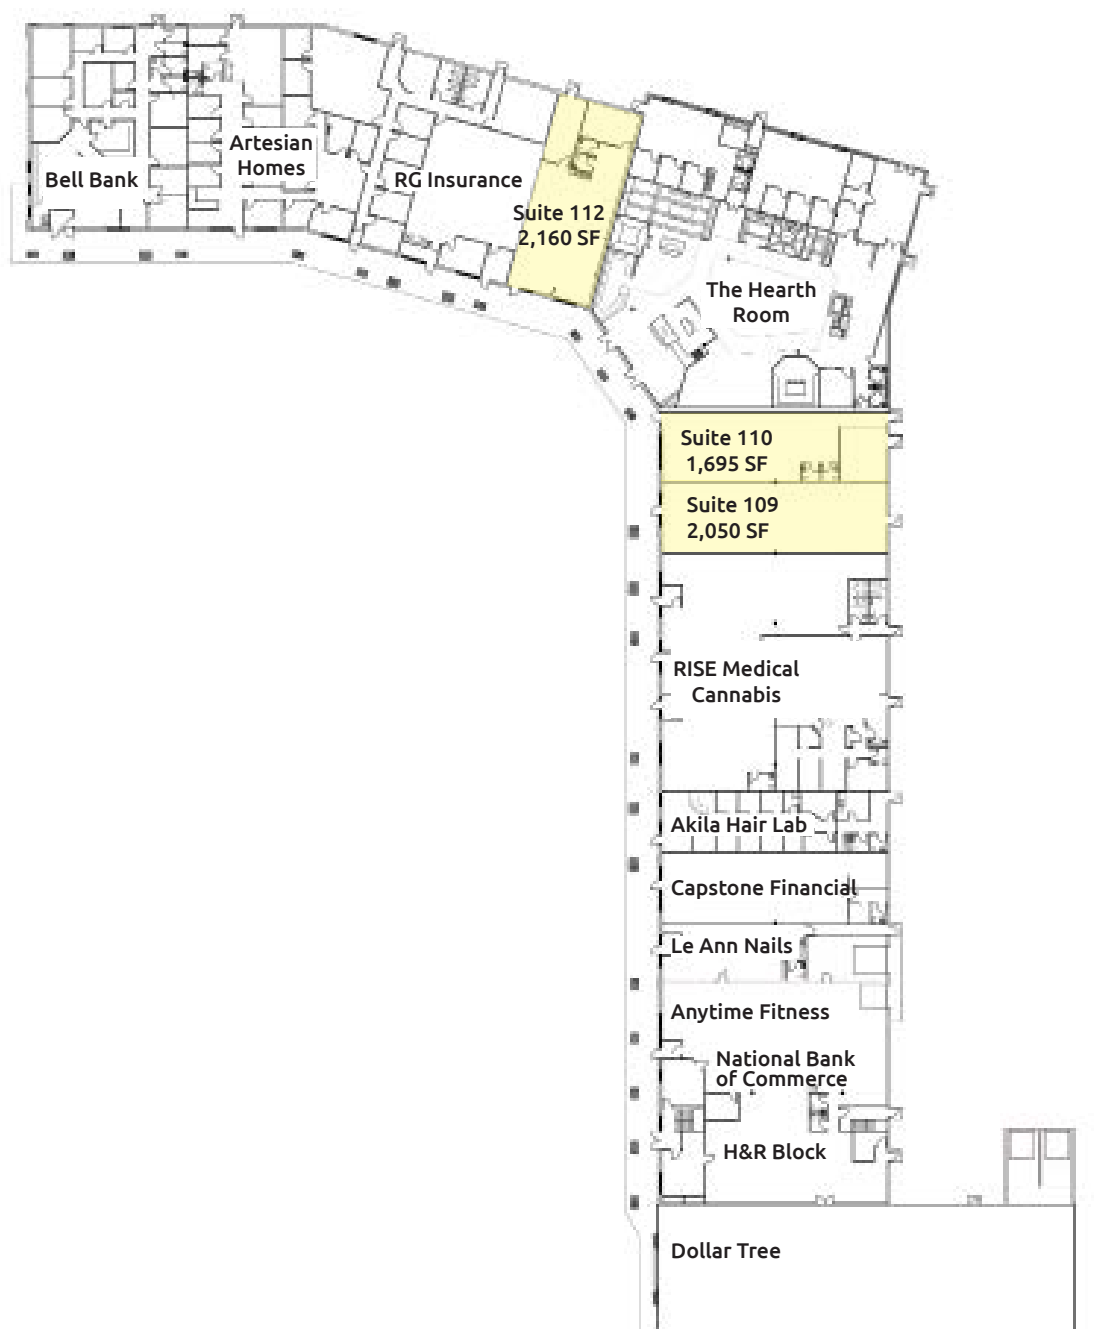 Bell Bank
Artesian
Homes
RG Insurance
Suite 112
2,160 SF
The Hearth
Room
Suite 110
1,695 SF
Suite 109
2,050 SF
RISE Medical
Cannabis
Akila Hair Lab
Capstone Financial
Le Ann Nails
Anytime Fitness
National Bank
of Commerce
H&R Block
Dollar Tree